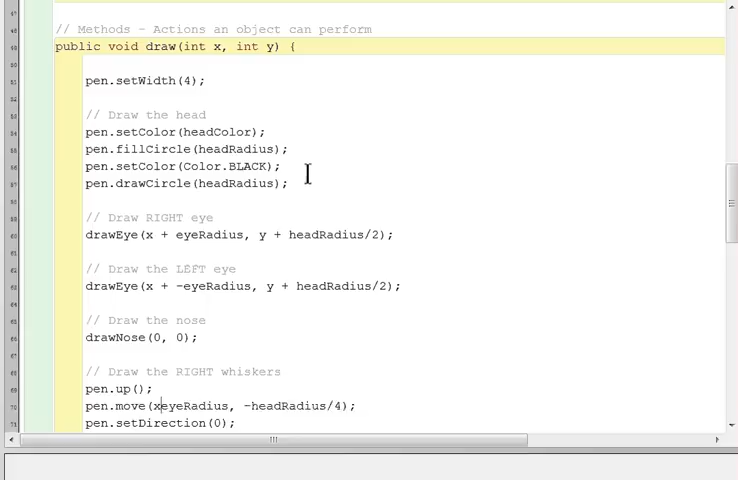 // Methods - Actions an object can perform
public void draw(int x, int y) {
pen.setWidth(4);
// Draw the head
pen.setColor(headColor);
pen.fillCircle(headRadius);
pen.setColor(Color.BLACK);
pen.drawCircle(headRadius);
// Draw RIGHT eye
drawEye(x + eyeRadius, y + headRadius/2);
// Draw the LEFT eye
drawEye(x + -eyeRadius, y + headRadius/2);
// Draw the nose
drawNose(0, 0);
// Draw the RIGHT whiskers
pen.up();
pen.move(xeyeRadius, -headRadius/4);
pen.setDirection(0);